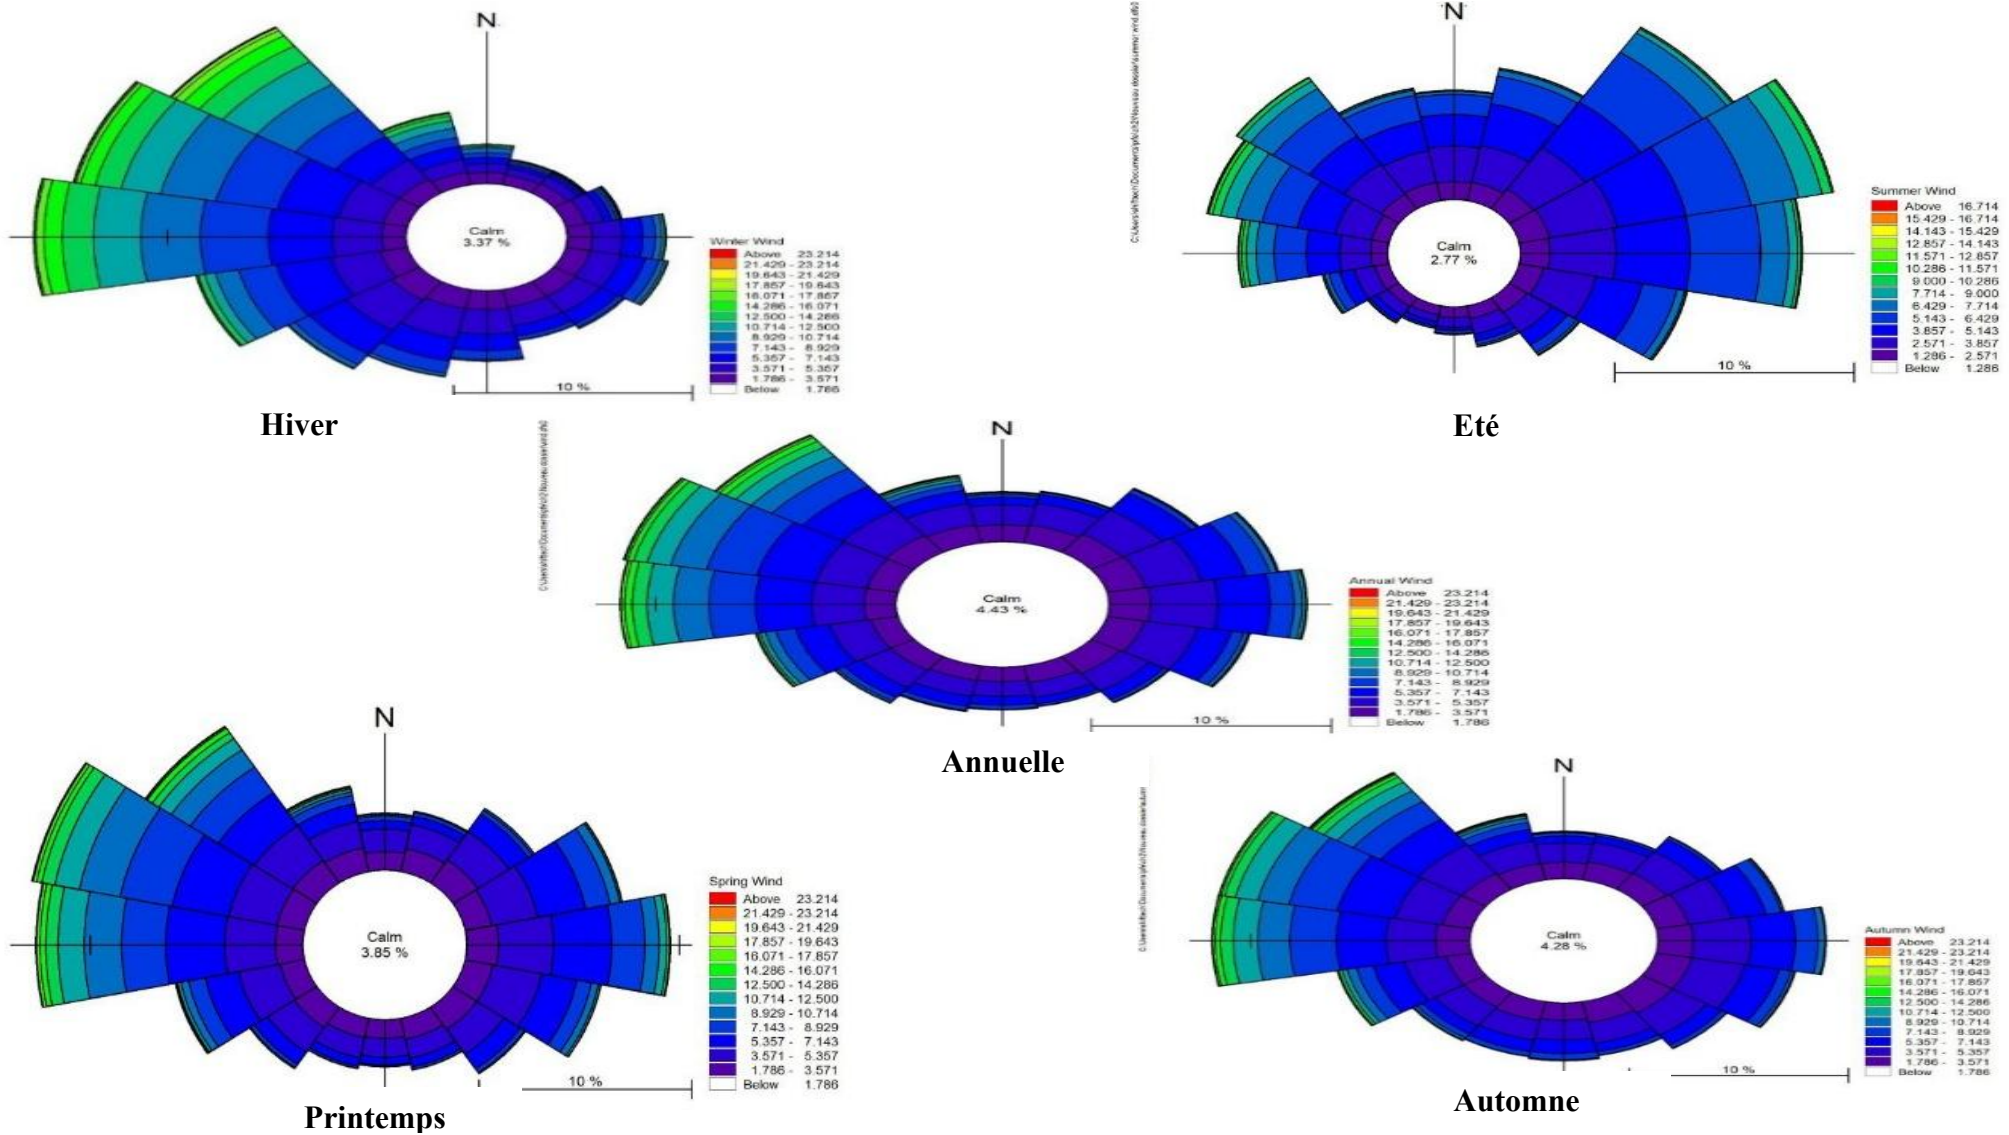 N
Calm
3.37 %
Winter Wind
Above 23.214
21.429 - 23.214
19.643 - 21.429
17.857 - 19.643
16.071 - 17.857
14.286 - 16.071
12.500 - 14.286
10.714 - 12.500
8.929 - 10.714
7.143 - 8.929
5.357 - 7.143
3.571 - 5.357
1.786 - 3.571
Below 1.786
10 %
Hiver
N
Calm
2.77 %
Summer Wind
Above 16.714
15.429 - 16.714
14.143 - 15.429
12.857 - 14.143
11.571 - 12.857
10.286 - 11.571
9.000 - 10.286
7.714 - 9.000
6.429 - 7.714
5.143 - 6.429
3.857 - 5.143
2.571 - 3.857
1.286 - 2.571
Below 1.286
10 %
Eté
N
Calm
4.43 %
Annual Wind
Above 23.214
21.429 - 23.214
19.643 - 21.429
17.857 - 19.643
16.071 - 17.857
14.286 - 16.071
12.500 - 14.286
10.714 - 12.500
8.929 - 10.714
7.143 - 8.929
5.357 - 7.143
3.571 - 5.357
1.786 - 3.571
Below 1.786
10 %
Annuelle
N
Calm
3.85 %
Spring Wind
Above 23.214
21.429 - 23.214
19.643 - 21.429
17.857 - 19.643
16.071 - 17.857
14.286 - 16.071
12.500 - 14.286
10.714 - 12.500
8.929 - 10.714
7.143 - 8.929
5.357 - 7.143
3.571 - 5.357
1.786 - 3.571
Below 1.786
10 %
Printemps
N
Calm
4.28 %
Autumn Wind
Above 23.214
21.429 - 23.214
19.643 - 21.429
17.857 - 19.643
16.071 - 17.857
14.286 - 16.071
12.500 - 14.286
10.714 - 12.500
8.929 - 10.714
7.143 - 8.929
5.357 - 7.143
3.571 - 5.357
1.786 - 3.571
Below 1.786
10 %
Automne